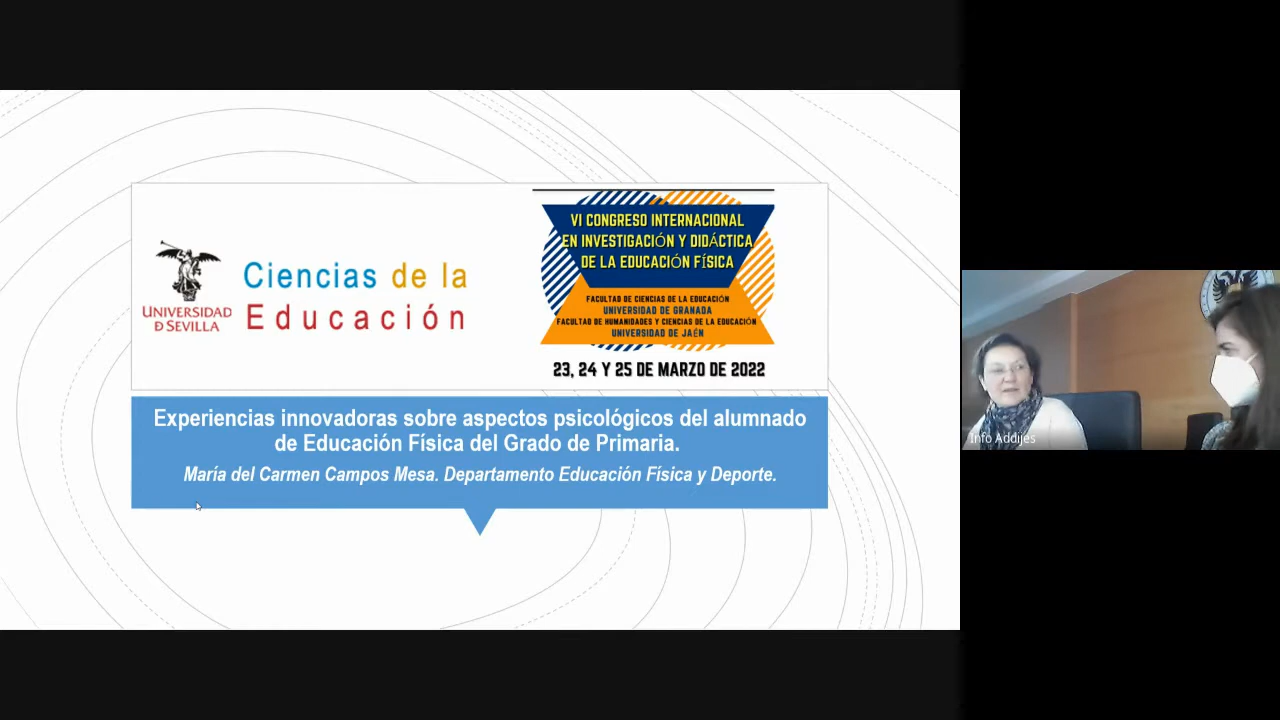 UNIVERSIDAD
D SEVILLA
Ciencias de la
Educación
VI CONGRESO INTERNACIONAL
EN INVESTIGACIÓN Y DIDÁCTICA
DE LA EDUCACIÓN FÍSICA
FACULTAD DE CIENCIAS DE LA EDUCACIÓN
UNIVERSIDAD DE GRANADA
FACULTAD DE HUMANIDADES Y CIENCIAS DE LA EDUCACIÓN
UNIVERSIDAD DE JAÉN
23, 24 Y 25 DE MARZO DE 2022
Experiencias innovadoras sobre aspectos psicológicos del alumnado
de Educación Física del Grado de Primaria.
María del Carmen Campos Mesa. Departamento Educación Física y Deporte.
Info Addijes